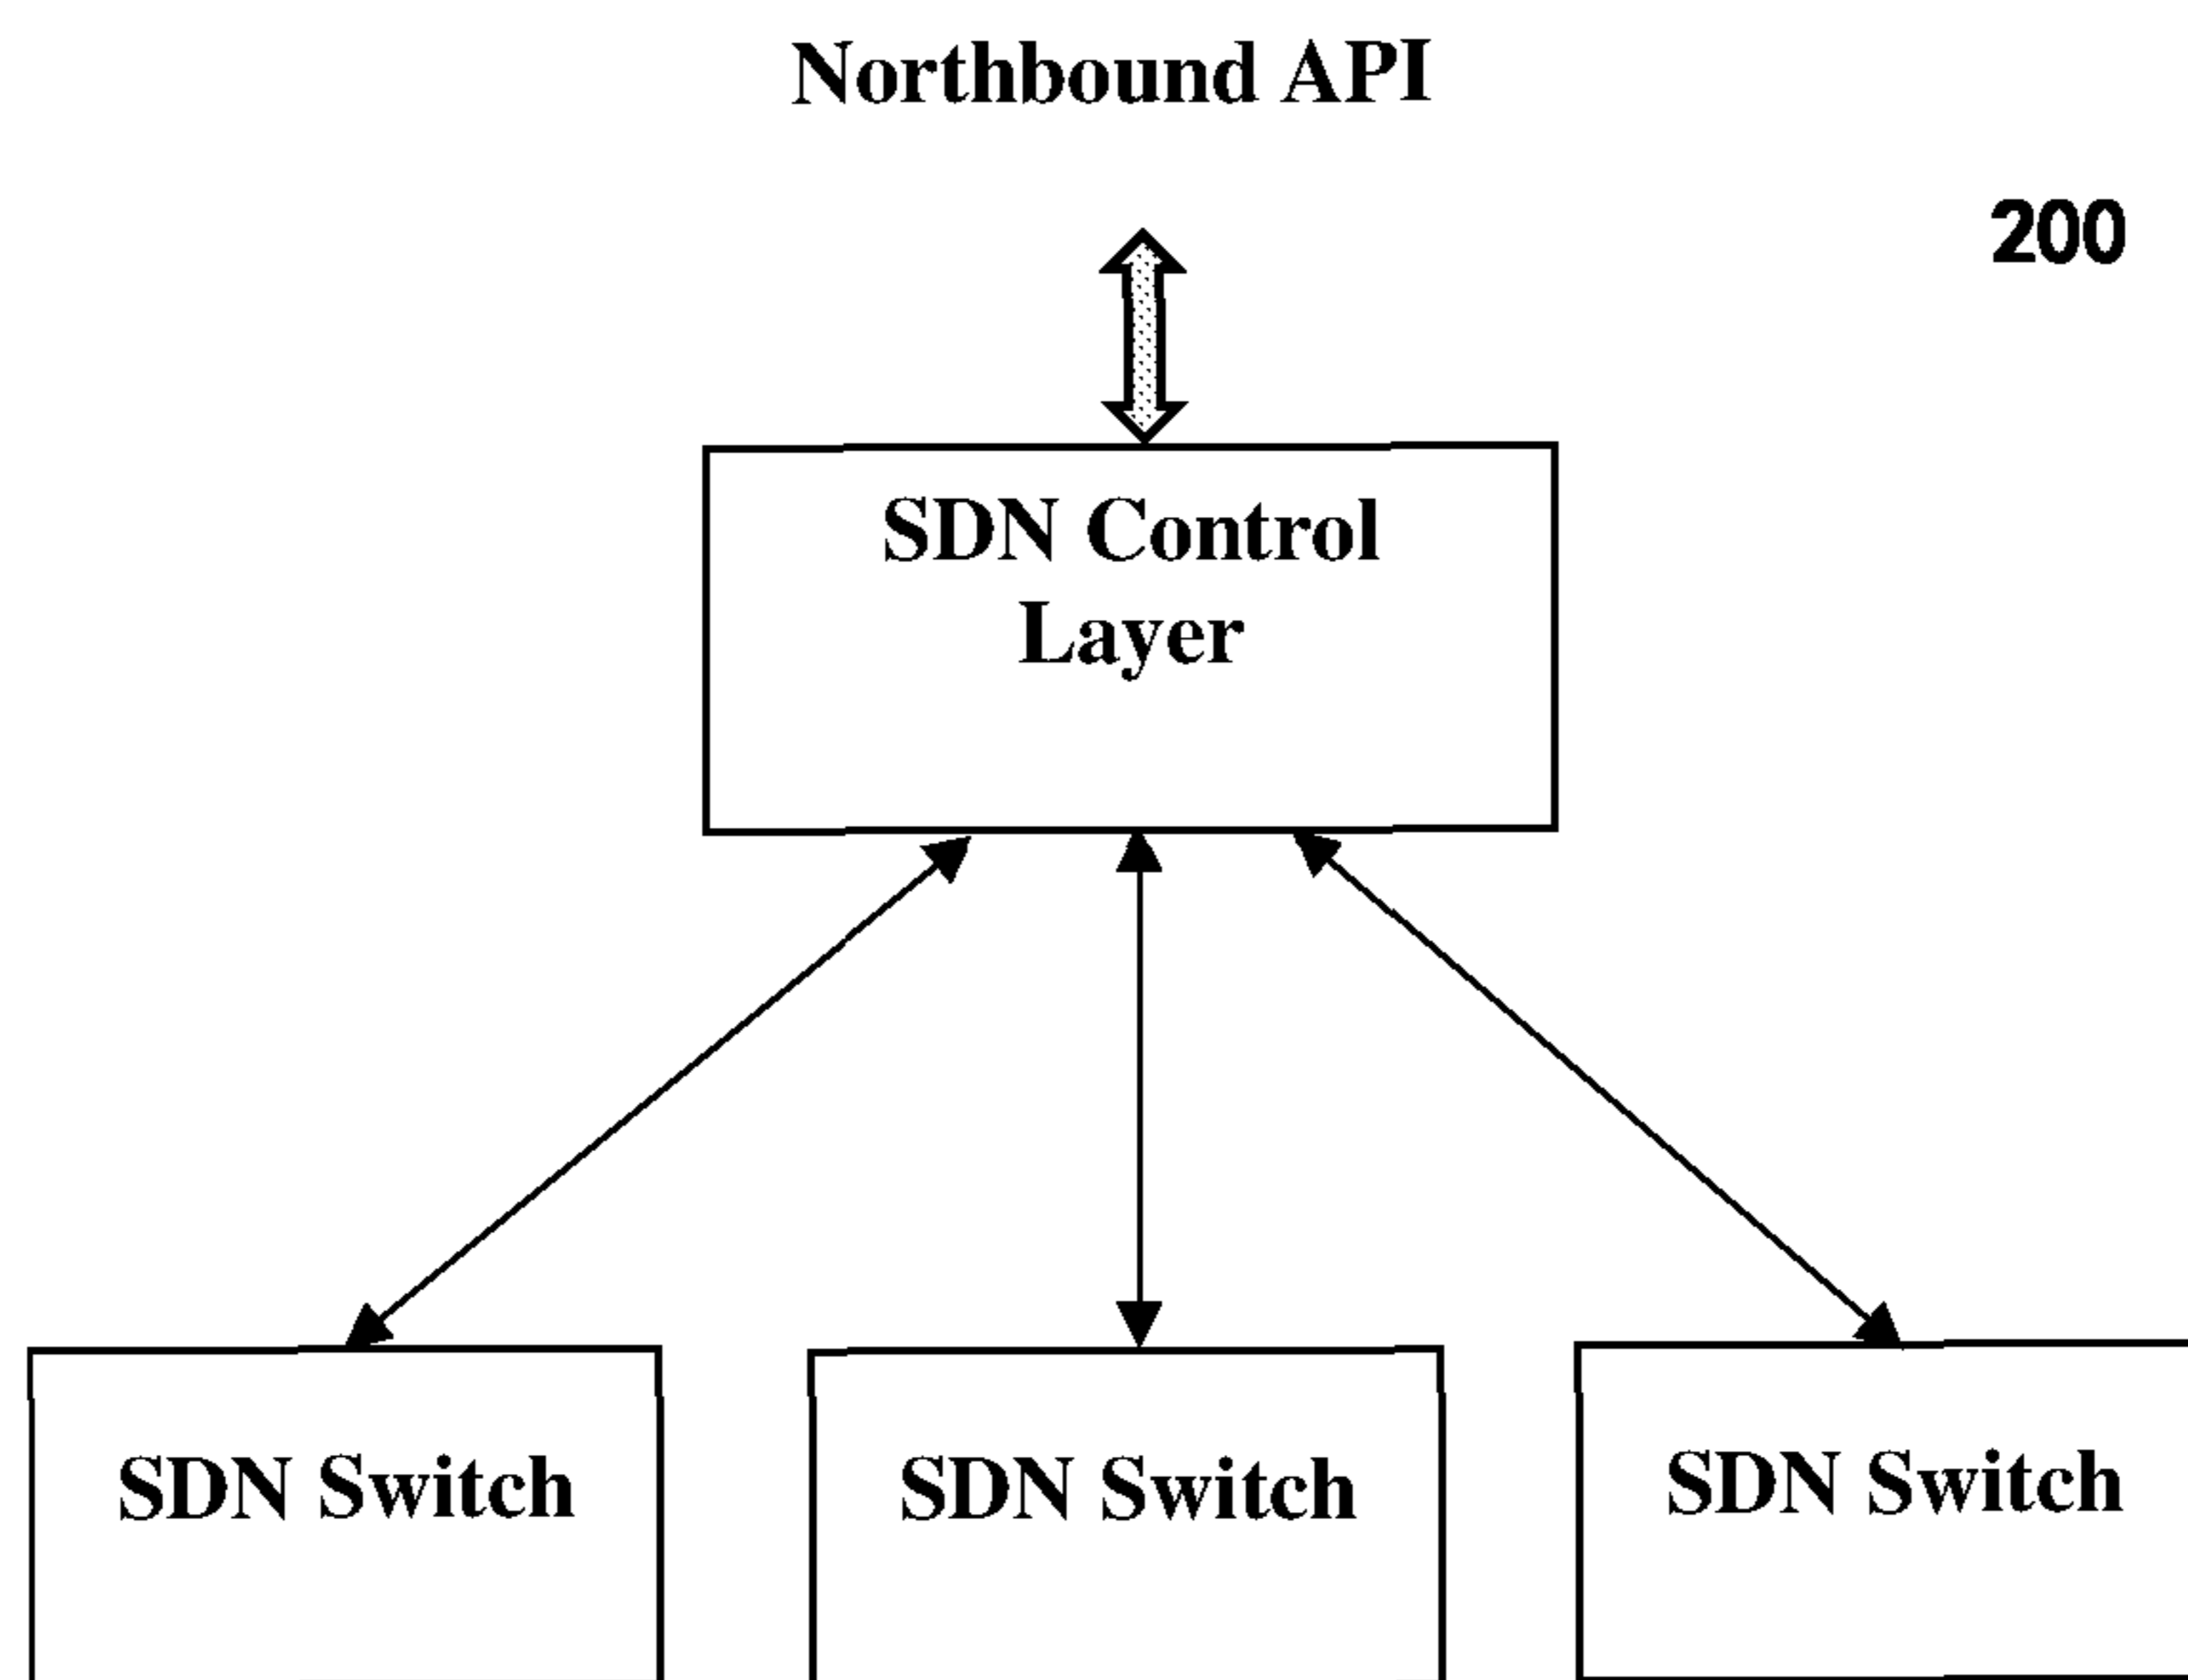 Northbound API
200
SDN Control
Layer
SDN Switch
SDN Switch
SDN Switch